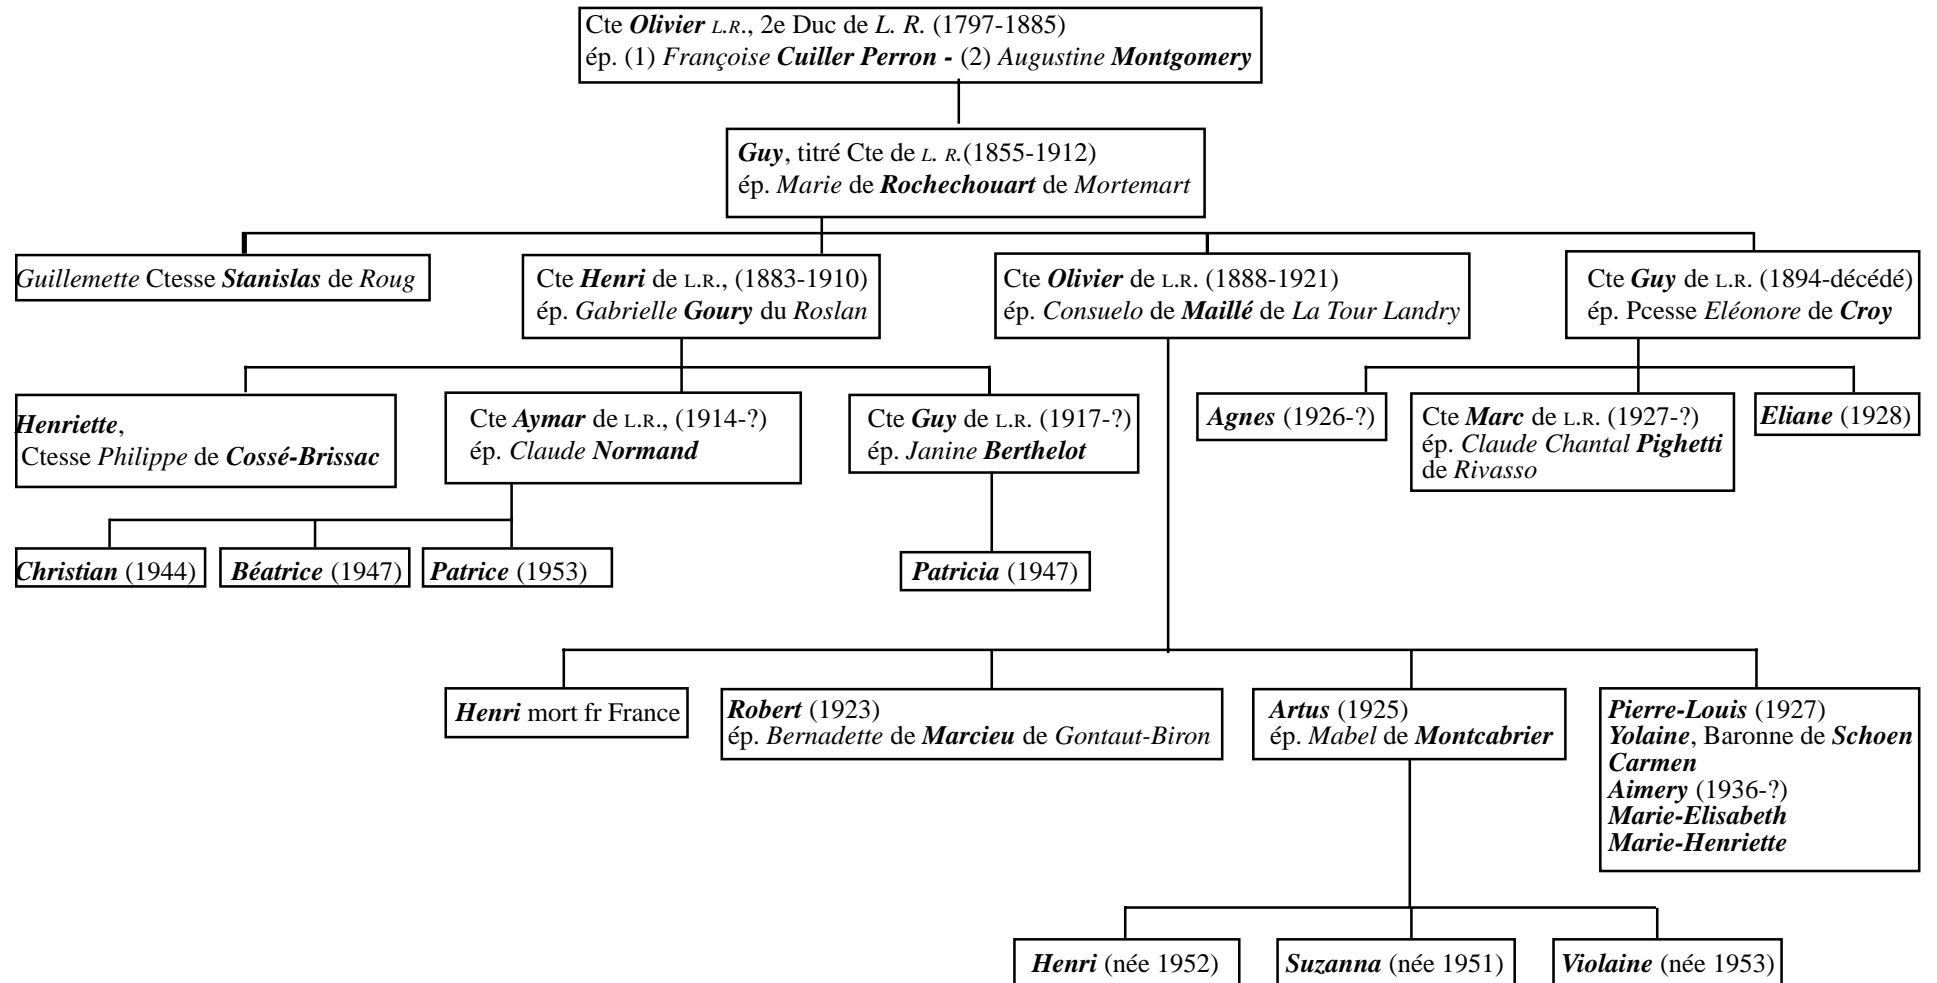 Cte Olivier L.R., 2e Duc de L. R. (1797-1885)
ép. (1) Françoise Cuiller Perron - (2) Augustine Montgomery
Guy, titré Cte de L. R.(1855-1912)
ép. Marie de Rochechouart de Mortemart
Guillemette Ctesse Stanislas de Roug
Cte Henri de L.R., (1883-1910)
ép. Gabrielle Goury du Roslan
Cte Olivier de L.R. (1888-1921)
ép. Consuelo de Maillé de La Tour Landry
Cte Guy de L.R. (1894-décédé)
ép. Pcesse Eléonore de Croy
Henriette,
Ctesse Philippe de Cossé-Brissac
Cte Aymar de L.R., (1914-?)
ép. Claude Normand
Cte Guy de L.R. (1917-?)
ép. Janine Berthelot
Agnes (1926-?)
Cte Marc de L.R. (1927-?)
ép. Claude Chantal Pighetti
de Rivasso
Eliane (1928)
Christian (1944)
Béatrice (1947)
Patrice (1953)
Patricia (1947)
Henri mort fr France
Robert (1923)
ép. Bernadette de Marcieu de Gontaut-Biron
Artus (1925)
ép. Mabel de Montcabrier
Pierre-Louis (1927)
Yolaine, Baronne de Schoen
Carmen
Aimery (1936-?)
Marie-Elisabeth
Marie-Henriette
Henri (née 1952)
Suzanna (née 1951)
Violaine (née 1953)